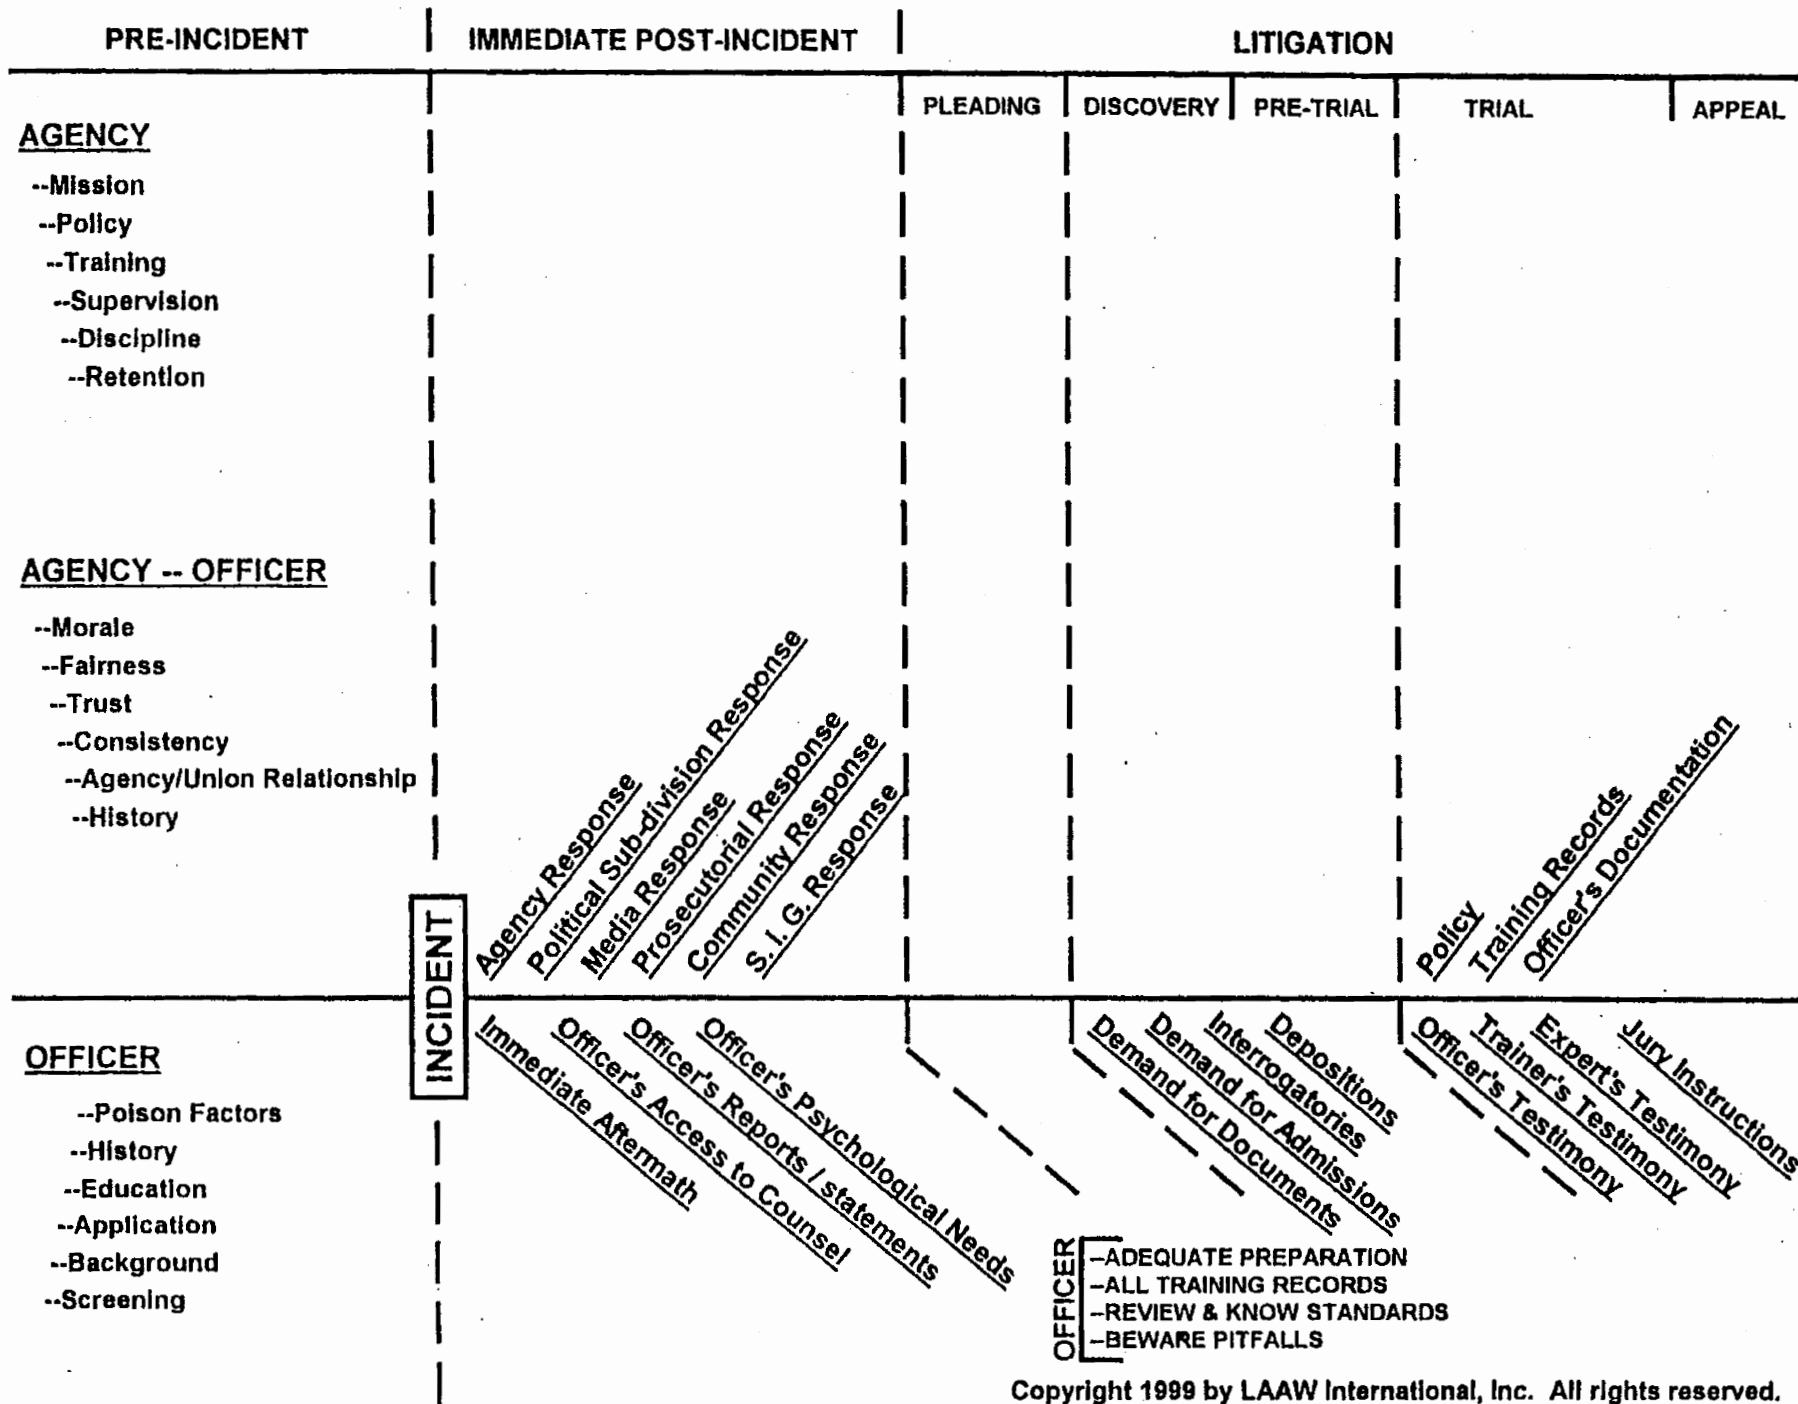 PRE-INCIDENT
IMMEDIATE POST-INCIDENT
LITIGATION
PLEADING
DISCOVERY
PRE-TRIAL
TRIAL
APPEAL
AGENCY
--Mission
--Policy
--Training
--Supervision
--Discipline
--Retention
AGENCY -- OFFICER
--Morale
--Fairness
--Trust
--Consistency
--Agency/Union Relationship
--History
INCIDENT
Agency Response
Political Sub-division Response
Media Response
Prosecutorial Response
Community Response
S. I. G. Response
Policy
Training Records
Officer's Documentation
OFFICER
--Poison Factors
--History
--Education
--Application
--Background
--Screening
Immediate Aftermath
Officer's Access to Counsel
Officer's Reports / statements
Officer's Psychological Needs
Demand for Documents
Demand for Admissions
Interrogatories
Depositions
Officer's Testimony
Trainer's Testimony
Expert's Testimony
Jury Instructions
OFFICER
–ADEQUATE PREPARATION
–ALL TRAINING RECORDS
–REVIEW & KNOW STANDARDS
–BEWARE PITFALLS
Copyright 1999 by LAAW International, Inc. All rights reserved.